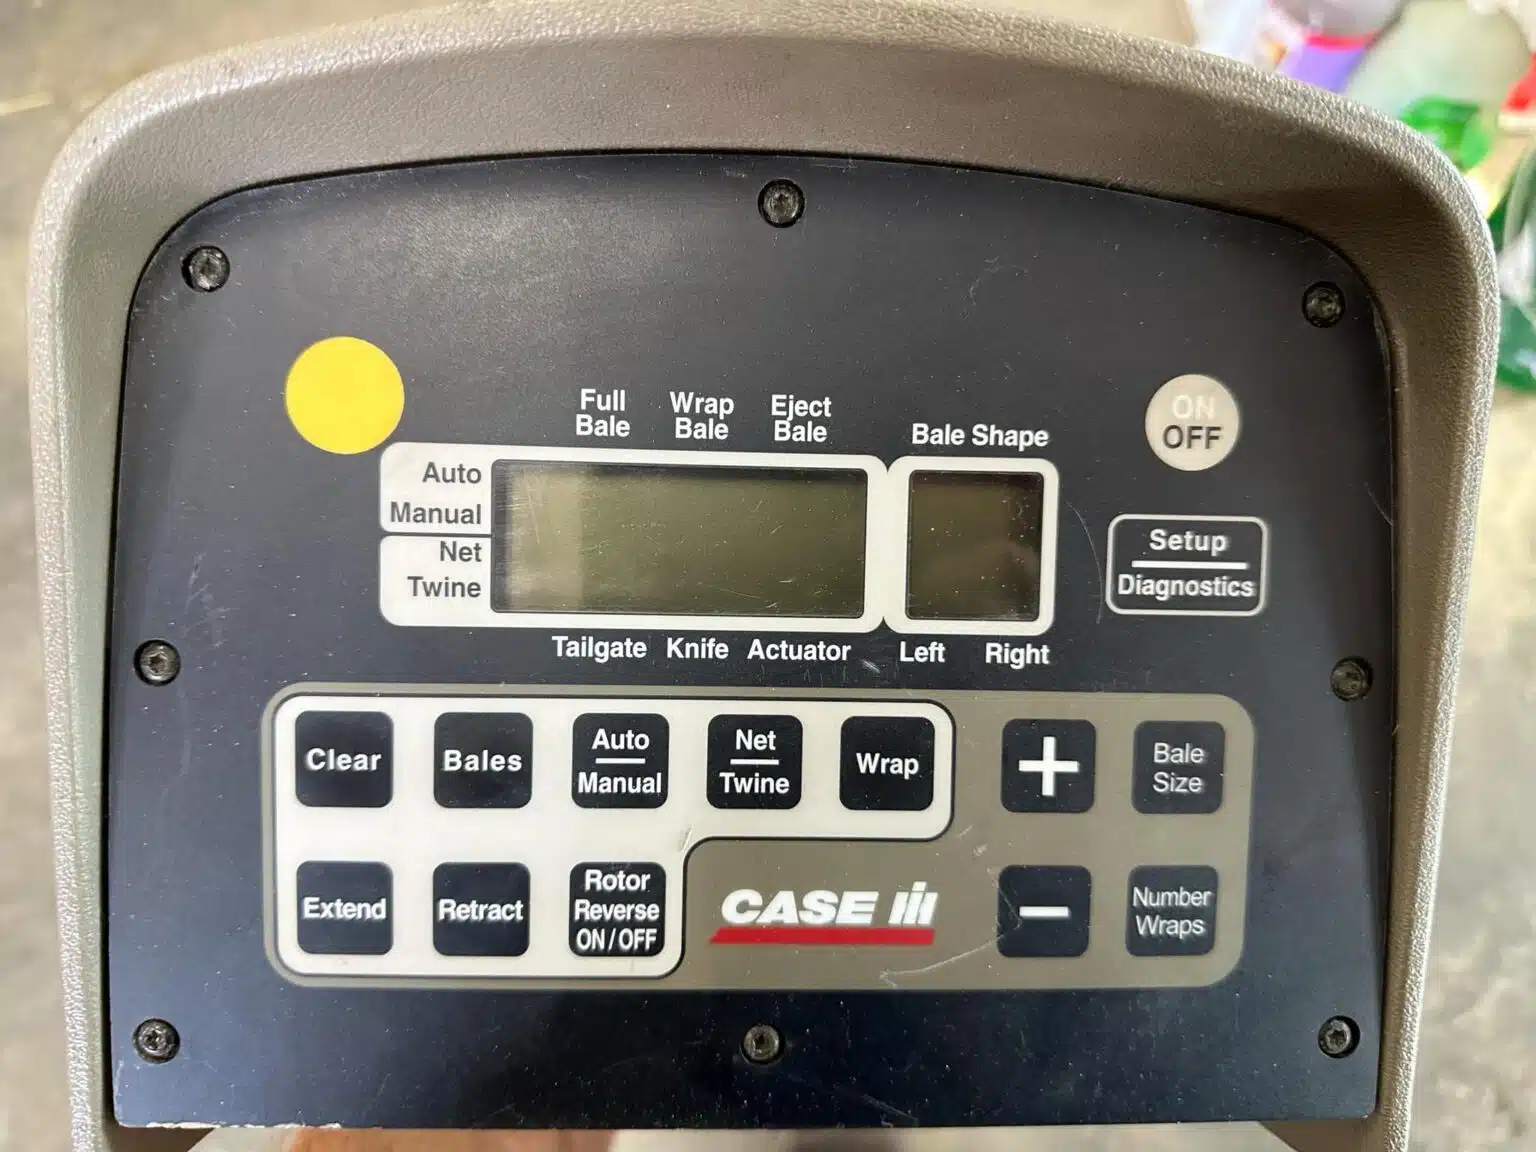 Full
Bale
Wrap
Bale
Eject
Bale
Bale Shape
ON
OFF
Auto
Manual
Net
Twine
Setup
Diagnostics
Tailgate Knife Actuator
Left Right
Clear
Bales
Auto
Manual
Net
Twine
Wrap
+
Bale
Size
Extend
Retract
Rotor
Reverse
ON/OFF
CASE IH
−
Number
Wraps